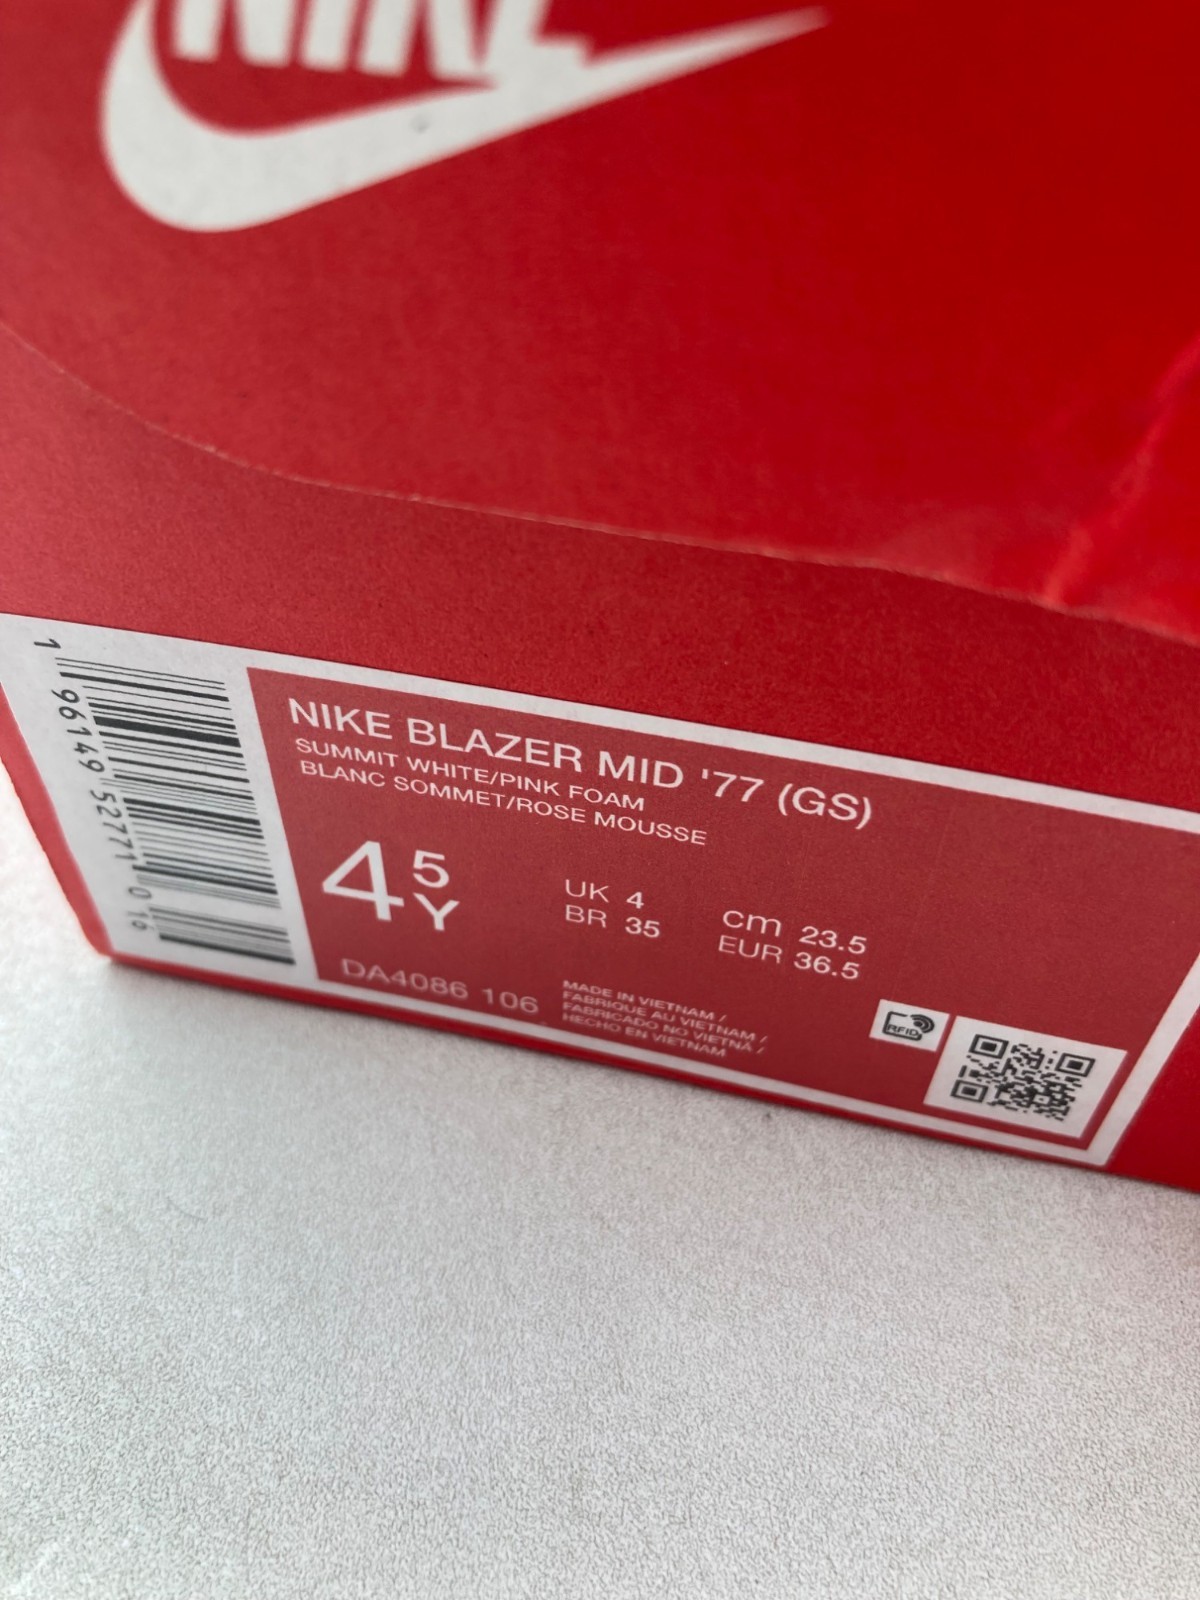 NIKE
NIKE BLAZER MID '77 (GS)
SUMMIT WHITE/PINK FOAM
BLANC SOMMET/ROSE MOUSSE
4 5 Y
UK 4
BR 35
cm 23.5
EUR 36.5
DA4086 106
MADE IN VIETNAM /
FABRIQUE AU VIETNAM /
FABRICADO NO VIETNÃ /
HECHO EN VIETNAM
RFID
1 96149 52771 016